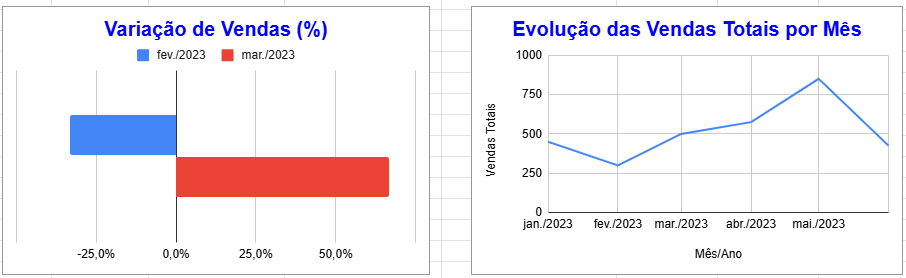 Variação de Vendas (%)
fev./2023
mar./2023
-25,0%
0,0%
25,0%
50,0%
Evolução das Vendas Totais por Mês
Vendas Totais
1000
750
500
250
0
jan./2023
fev./2023
mar./2023
abr./2023
mai./2023
Mês/Ano